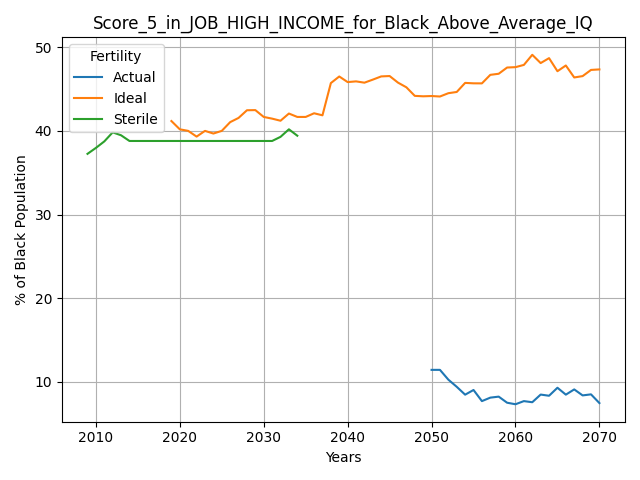 Score_5_in_JOB_HIGH_INCOME_for_Black_Above_Average_IQ
Fertility
Actual
Ideal
Sterile
% of Black Population
50
40
30
20
10
2010 2020 2030 2040 2050 2060 2070
Years